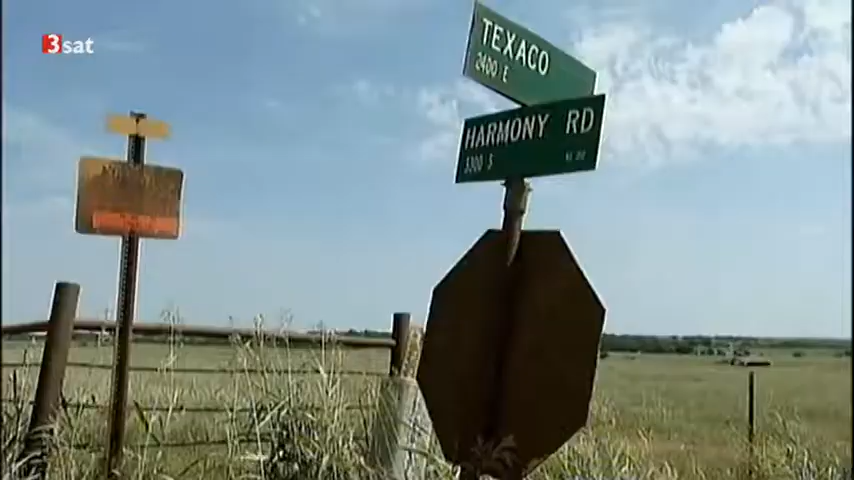 3sat
TEXACO
2400 E
HARMONY RD
3300 S